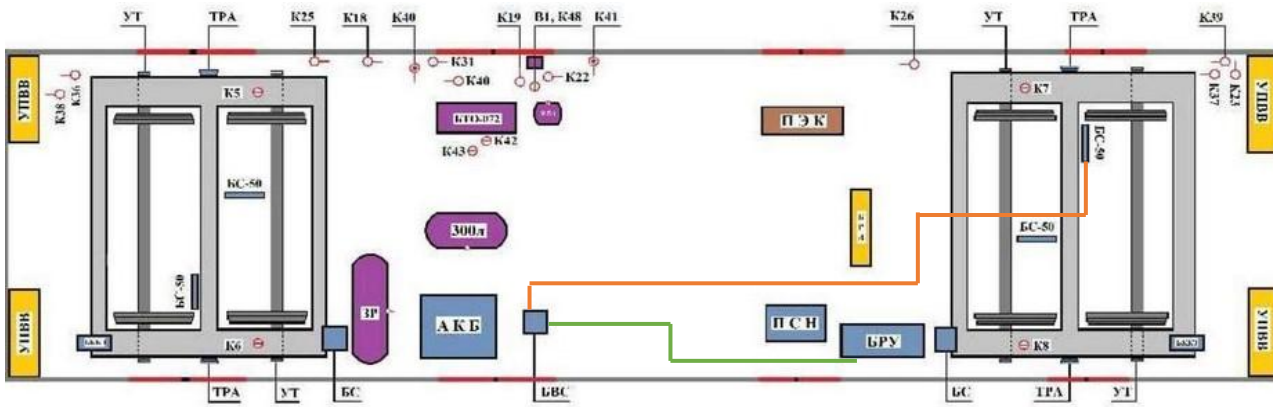 УТ ТРА К25 К18 К40 К19 В1, К48 К41 К26 УТ ТРА К39
К31
К40 К22
УПВВ К38 К36 К5 К7 К37 К23 УПВВ
БТО-072
ПЭК
К42
К43
БС-50
БС-50
300л
БС-50
БС-50
ЗР
АКБ
ПСН
БРУ
УПВВ К6 К8 УПВВ
ТРА УТ БС БВС БС ТРА УТ